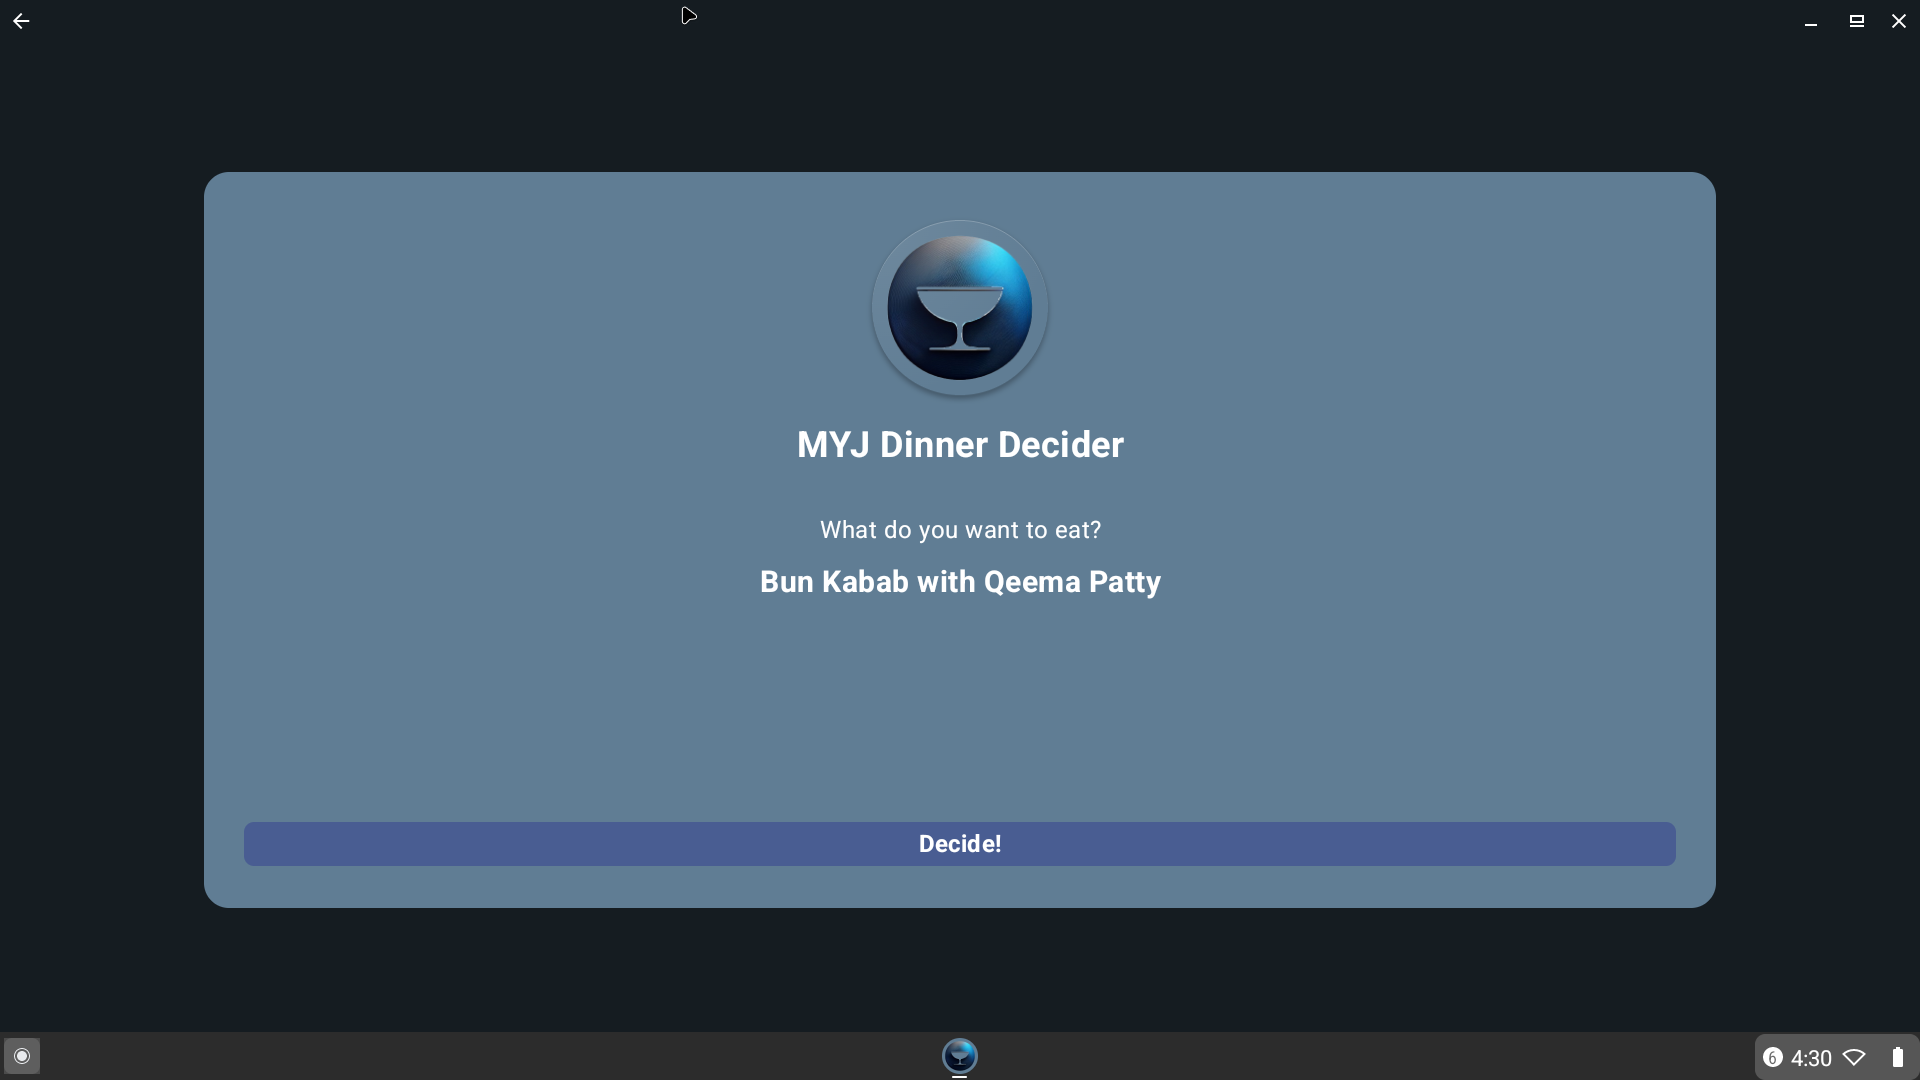 MYJ Dinner Decider
What do you want to eat?
Bun Kabab with Qeema Patty
Decide!
6 4:30